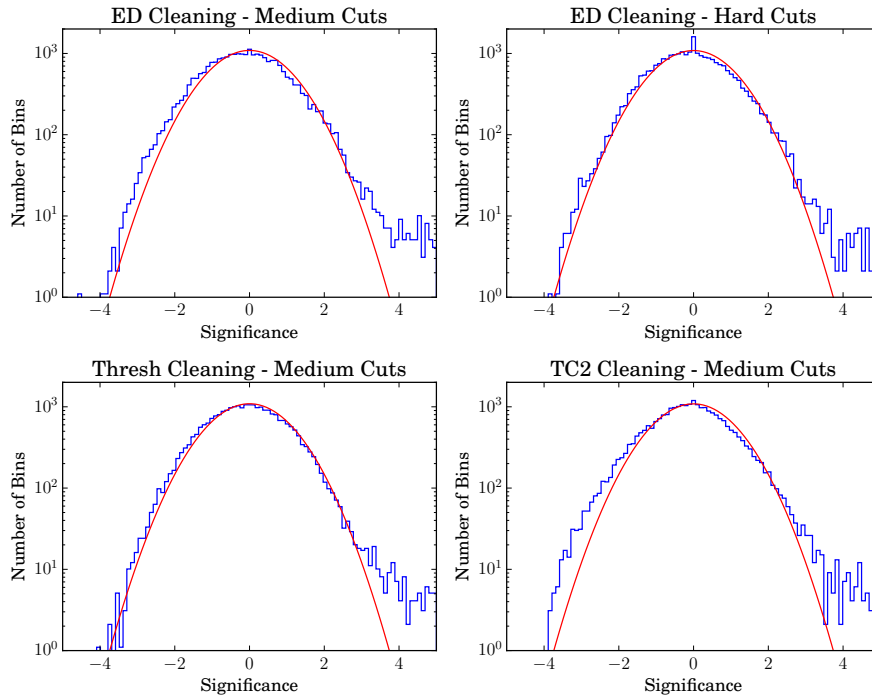 ED Cleaning - Medium Cuts
10³
10²
10¹
10⁰
Number of Bins
−4 −2 0 2 4
Significance
ED Cleaning - Hard Cuts
10³
10²
10¹
10⁰
Number of Bins
−4 −2 0 2 4
Significance
Thresh Cleaning - Medium Cuts
10³
10²
10¹
10⁰
Number of Bins
−4 −2 0 2 4
Significance
TC2 Cleaning - Medium Cuts
10³
10²
10¹
10⁰
Number of Bins
−4 −2 0 2 4
Significance